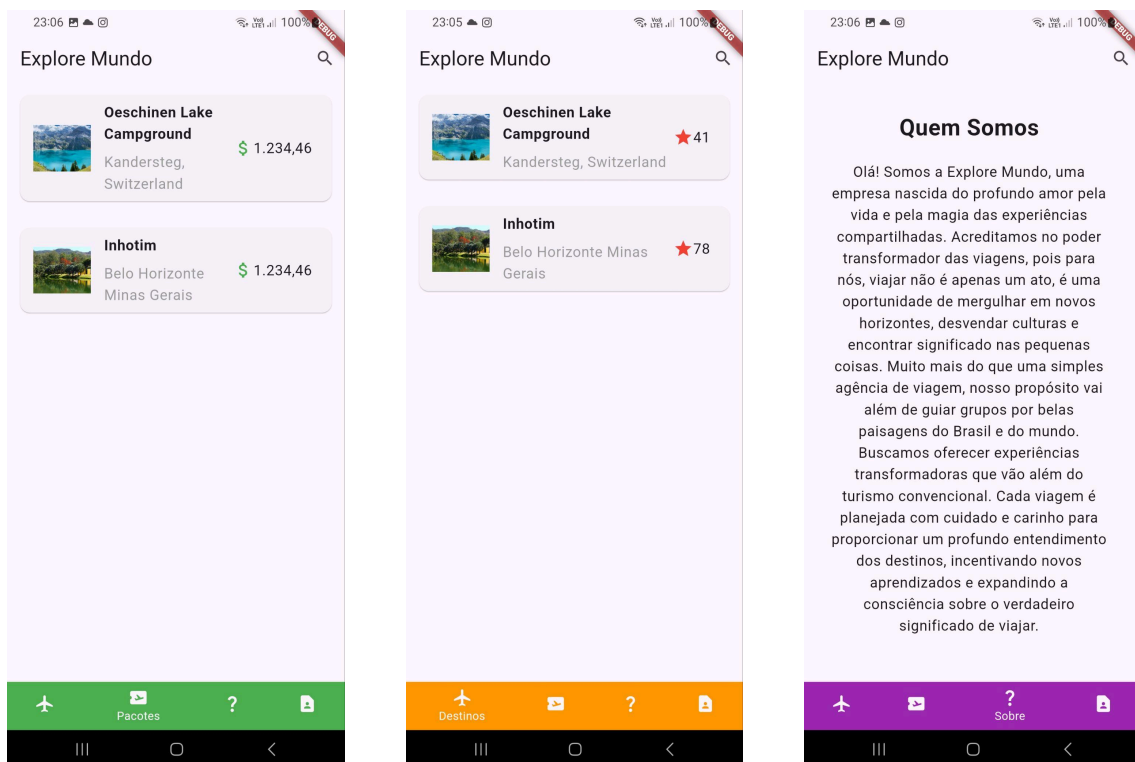 23:06 100%
DEBUG
Explore Mundo
Oeschinen Lake
Campground
Kandersteg,
Switzerland
$ 1.234,46
Inhotim
Belo Horizonte
Minas Gerais
$ 1.234,46
Pacotes
?
23:05 100%
DEBUG
Explore Mundo
Oeschinen Lake
Campground
Kandersteg, Switzerland
41
Inhotim
Belo Horizonte Minas
Gerais
78
Destinos
?
23:06 100%
DEBUG
Explore Mundo
Quem Somos
Olá! Somos a Explore Mundo, uma
empresa nascida do profundo amor pela
vida e pela magia das experiências
compartilhadas. Acreditamos no poder
transformador das viagens, pois para
nós, viajar não é apenas um ato, é uma
oportunidade de mergulhar em novos
horizontes, desvendar culturas e
encontrar significado nas pequenas
coisas. Muito mais do que uma simples
agência de viagem, nosso propósito vai
além de guiar grupos por belas
paisagens do Brasil e do mundo.
Buscamos oferecer experiências
transformadoras que vão além do
turismo convencional. Cada viagem é
planejada com cuidado e carinho para
proporcionar um profundo entendimento
dos destinos, incentivando novos
aprendizados e expandindo a
consciência sobre o verdadeiro
significado de viajar.
?
Sobre